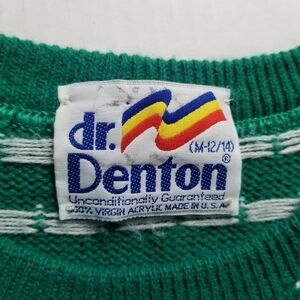 dr.
(M-12/14)
Denton®
Unconditionally Guaranteed
100% VIRGIN ACRYLIC MADE IN U.S.A.